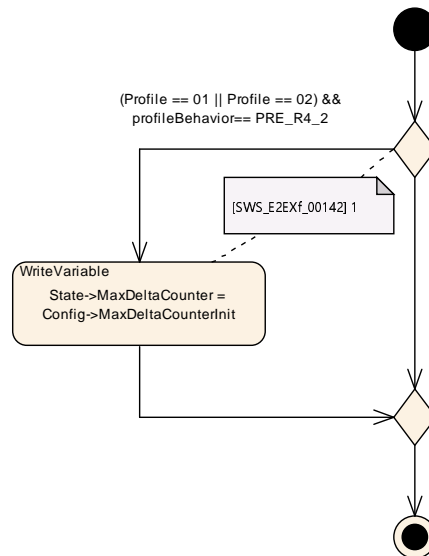 (Profile == 01 || Profile == 02) &&
profileBehavior== PRE_R4_2
[SWS_E2EXf_00142] 1
WriteVariable
State->MaxDeltaCounter =
Config->MaxDeltaCounterInit